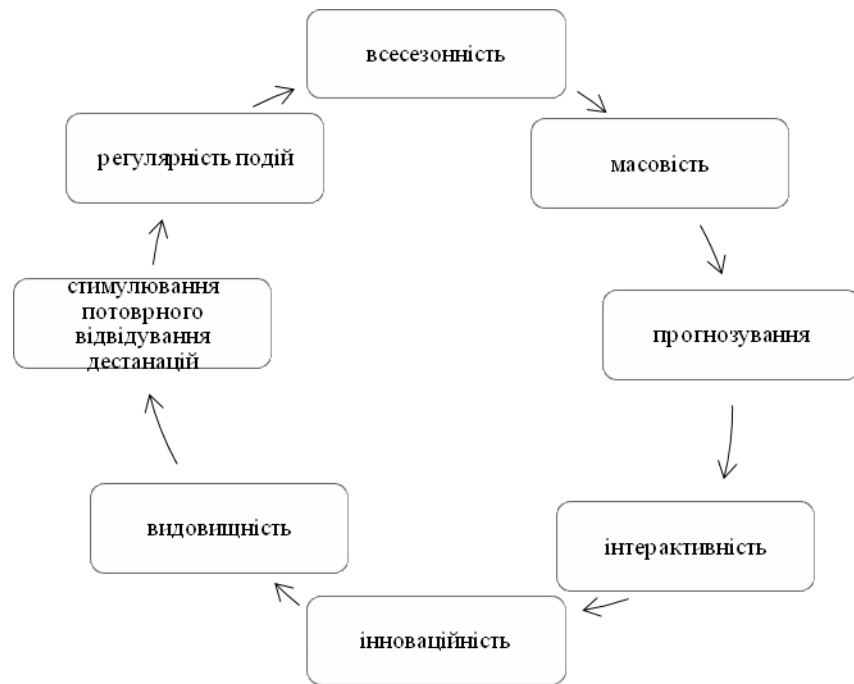 всесезонність
масовість
прогнозування
інтерактивність
інноваційність
видовищність
стимулювання
потоврного
відвідування
дестанацій
регулярність подій